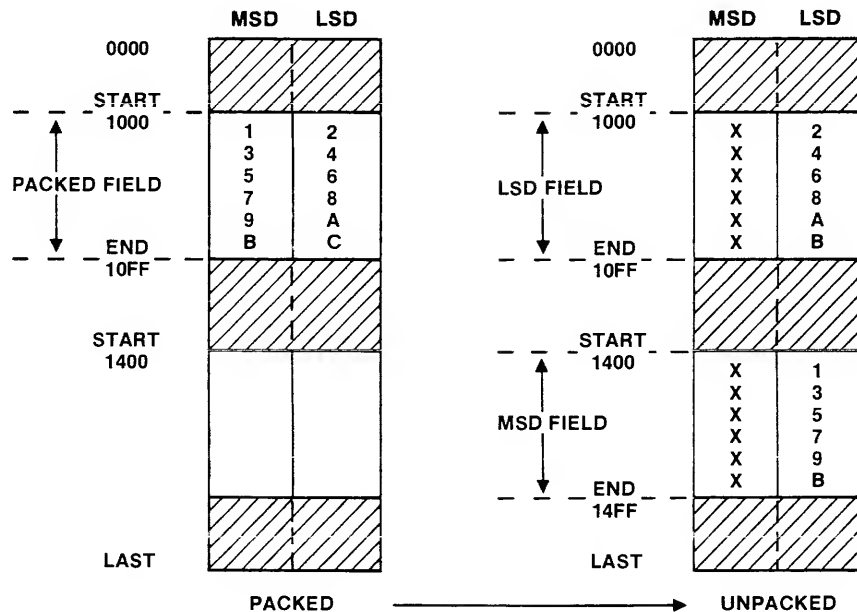 MSD LSD MSD LSD
0000 0000
START START
1000 1000
1 2 X 2
3 4 X 4
5 6 X 6
PACKED FIELD LSD FIELD
7 8 X 8
9 A X A
B C X B
END END
10FF 10FF
START START
1400 1400
X 1
X 3
X 5
MSD FIELD
X 7
X 9
X B
END
14FF
LAST LAST
PACKED UNPACKED